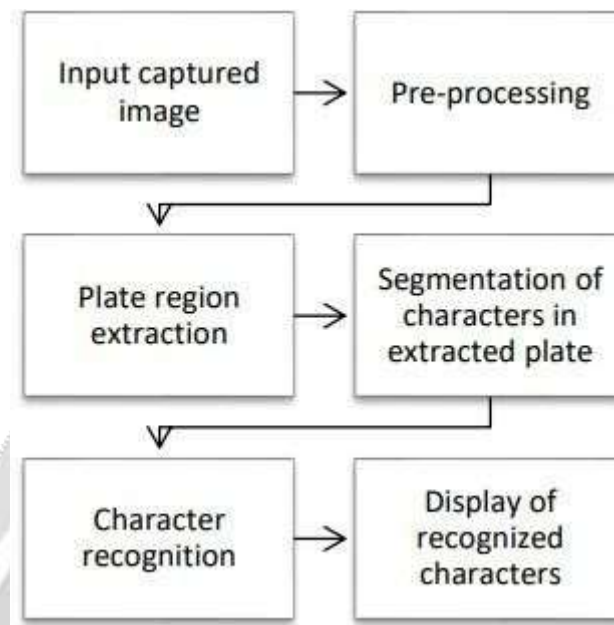 Input captured
image
Pre-processing
Plate region
extraction
Segmentation of
characters in
extracted plate
Character
recognition
Display of
recognized
characters